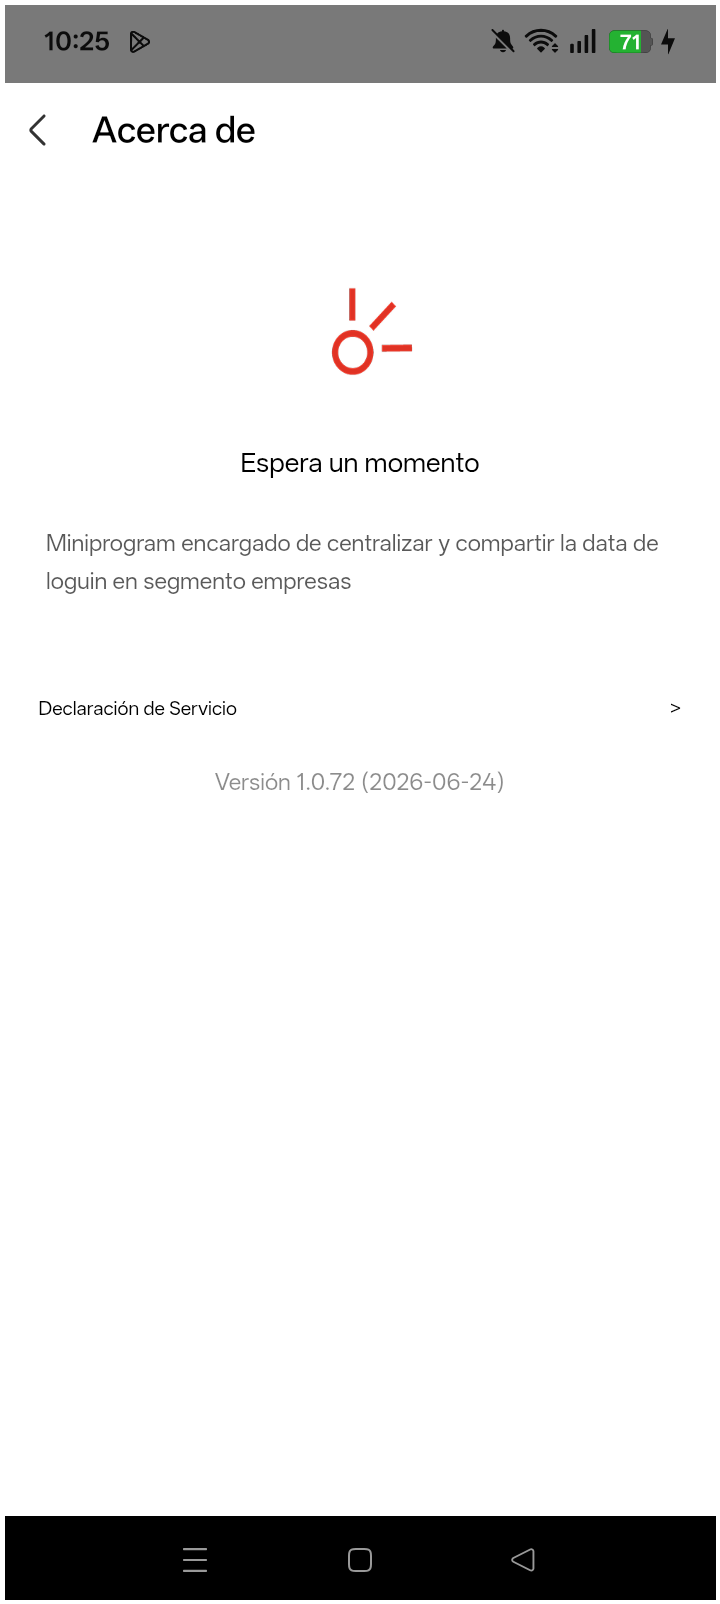 10:25
71
Acerca de
Espera un momento
Miniprogram encargado de centralizar y compartir la data de
loguin en segmento empresas
Declaración de Servicio >
Versión 1.0.72 (2026-06-24)